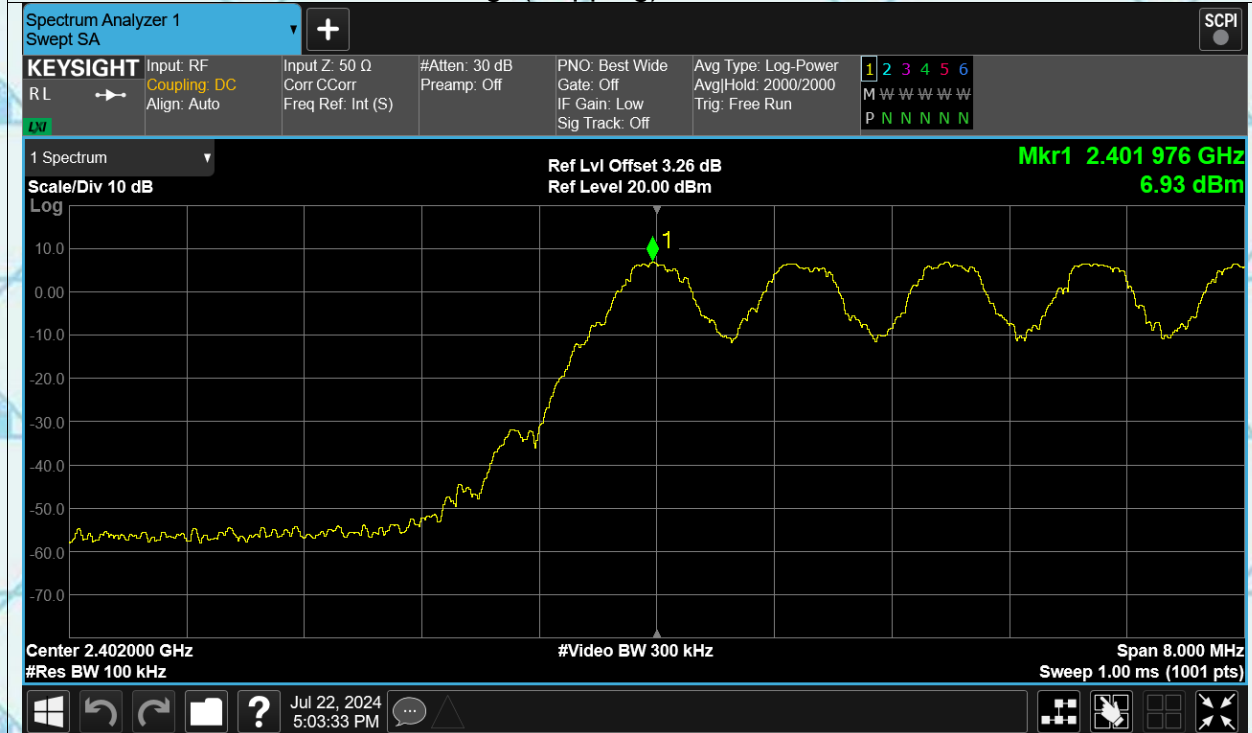 Spectrum Analyzer 1
Swept SA
+
SCPI
KEYSIGHT
RL
LXI
Input: RF
Coupling: DC
Align: Auto
Input Z: 50 Ω
Corr CCorr
Freq Ref: Int (S)
#Atten: 30 dB
Preamp: Off
PNO: Best Wide
Gate: Off
IF Gain: Low
Sig Track: Off
Avg Type: Log-Power
Avg|Hold: 2000/2000
Trig: Free Run
1 2 3 4 5 6
M W W W W W
P N N N N N
1 Spectrum
Scale/Div 10 dB
Log
Ref Lvl Offset 3.26 dB
Ref Level 20.00 dBm
Mkr1 2.401 976 GHz
6.93 dBm
1
10.0
0.00
-10.0
-20.0
-30.0
-40.0
-50.0
-60.0
-70.0
Center 2.402000 GHz
#Res BW 100 kHz
#Video BW 300 kHz
Span 8.000 MHz
Sweep 1.00 ms (1001 pts)
?
Jul 22, 2024
5:03:33 PM